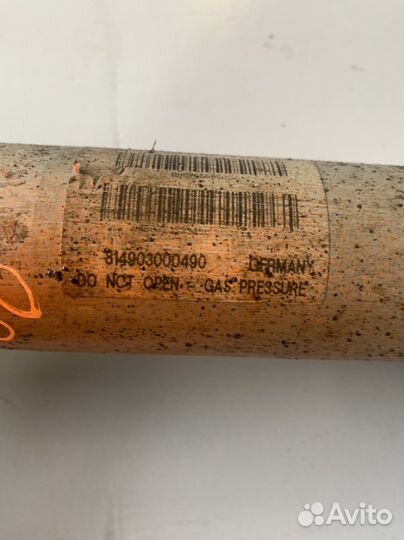 814903000490 GERMANY
DO NOT OPEN - GAS PRESSURE
Avito